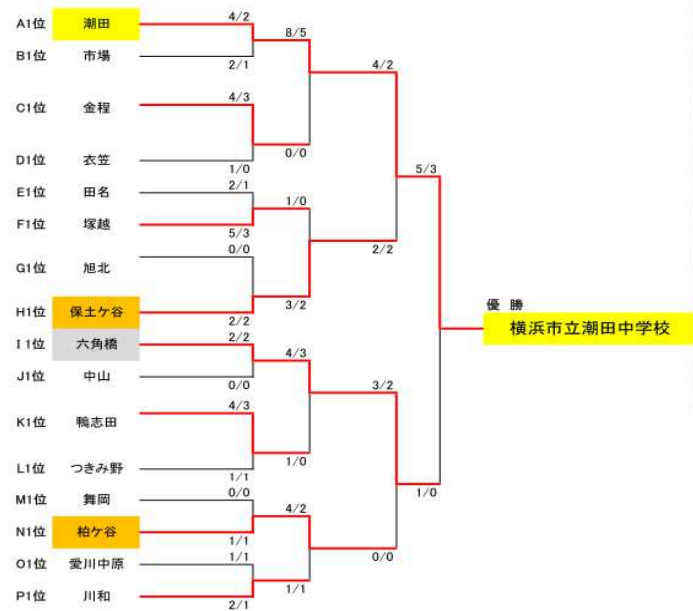 A1位 潮田 4/2
8/5
B1位 市場 2/1
4/2
C1位 金程 4/3
0/0
D1位 衣笠 1/0
5/3
E1位 田名 2/1
1/0
F1位 塚越 5/3
2/2
G1位 旭北 0/0
3/2
H1位 保土ケ谷 2/2
優 勝
横浜市立潮田中学校
I 1位 六角橋 2/2
4/3
J1位 中山 0/0
3/2
K1位 鴨志田 4/3
1/0
L1位 つきみ野 1/1
1/0
M1位 舞岡 0/0
4/2
N1位 柏ケ谷 1/1
0/0
O1位 愛川中原 1/1
1/1
P1位 川和 2/1